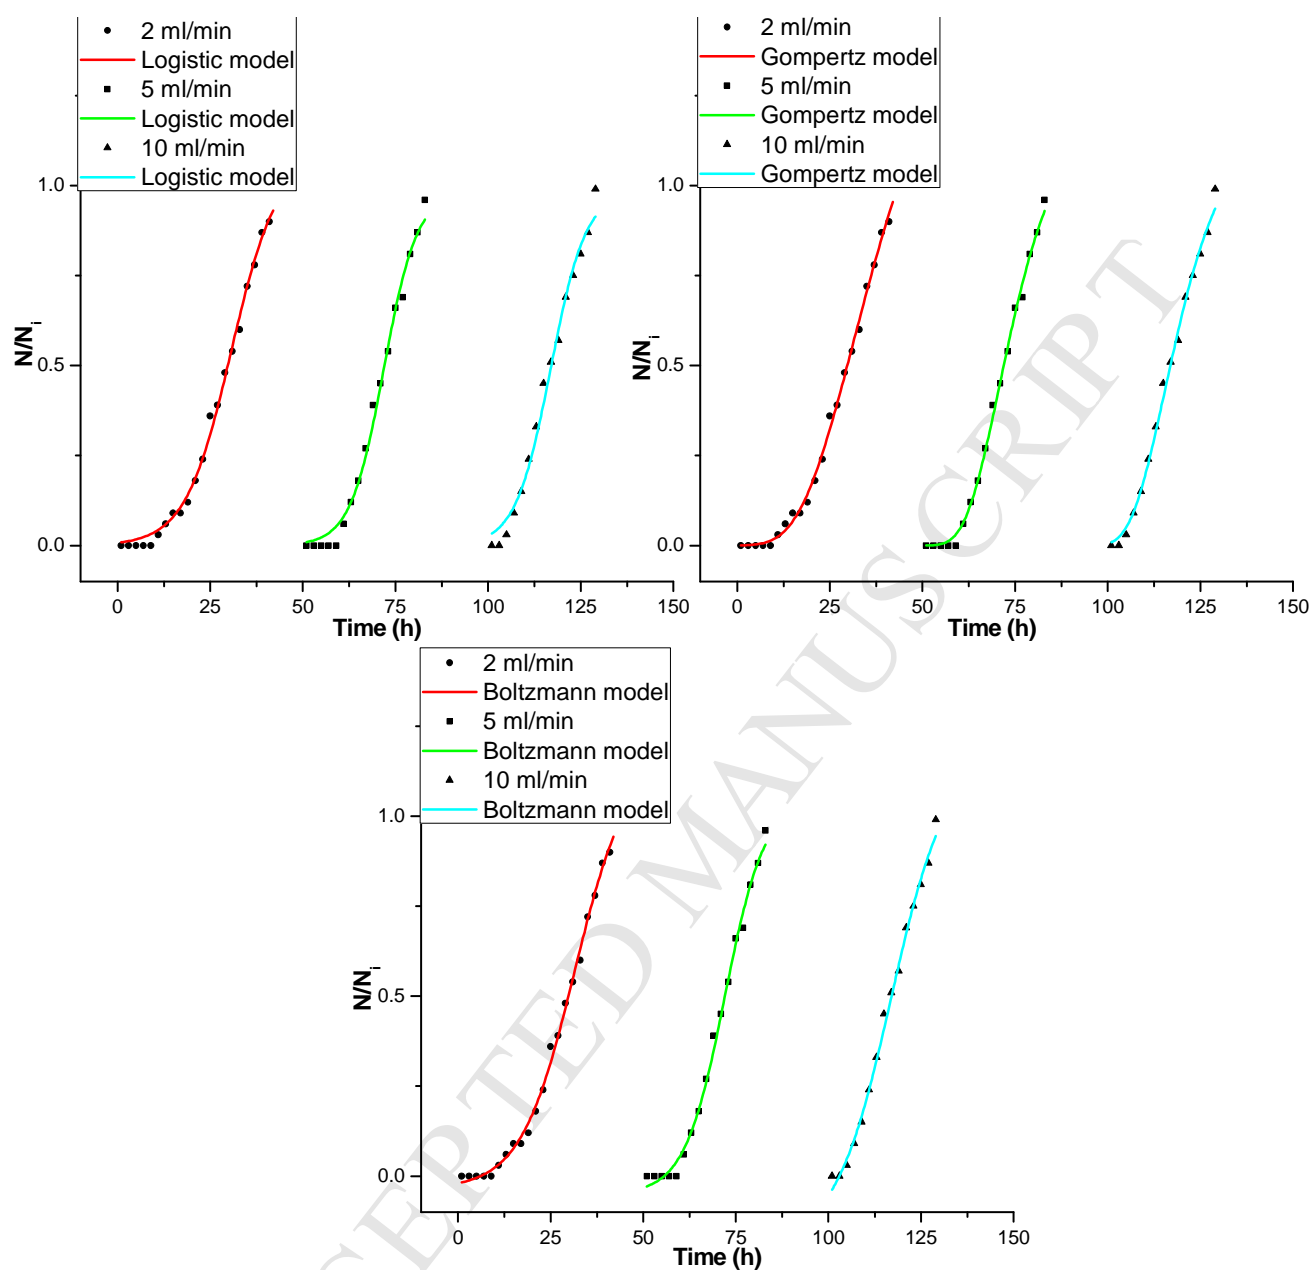 2 ml/min
Logistic model
5 ml/min
Logistic model
10 ml/min
Logistic model
1.0
0.5
0.0
N/Ni
0 25 50 75 100 125 150
Time (h)
2 ml/min
Gompertz model
5 ml/min
Gompertz model
10 ml/min
Gompertz model
1.0
0.5
0.0
N/Ni
0 25 50 75 100 125 150
Time (h)
2 ml/min
Boltzmann model
5 ml/min
Boltzmann model
10 ml/min
Boltzmann model
1.0
0.5
0.0
N/Ni
0 25 50 75 100 125 150
Time (h)
CEPTED MANUSCRIPT